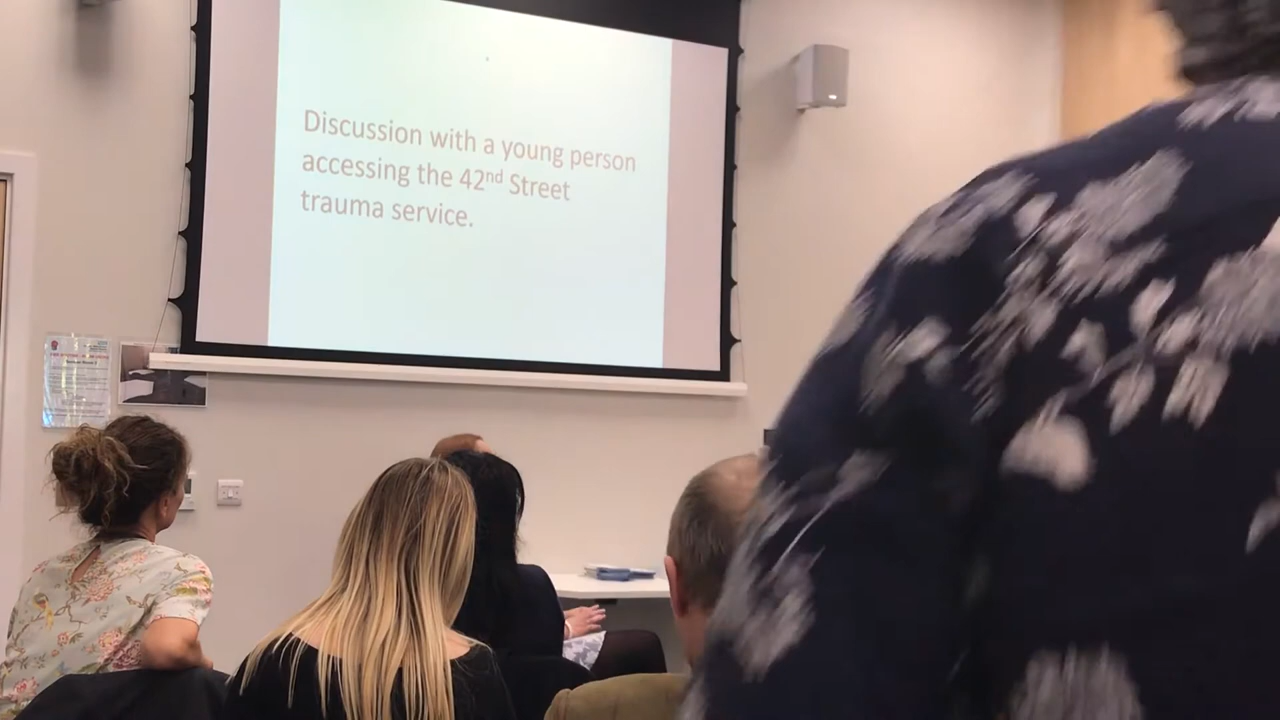 Discussion with a young person
accessing the 42nd Street
trauma service.